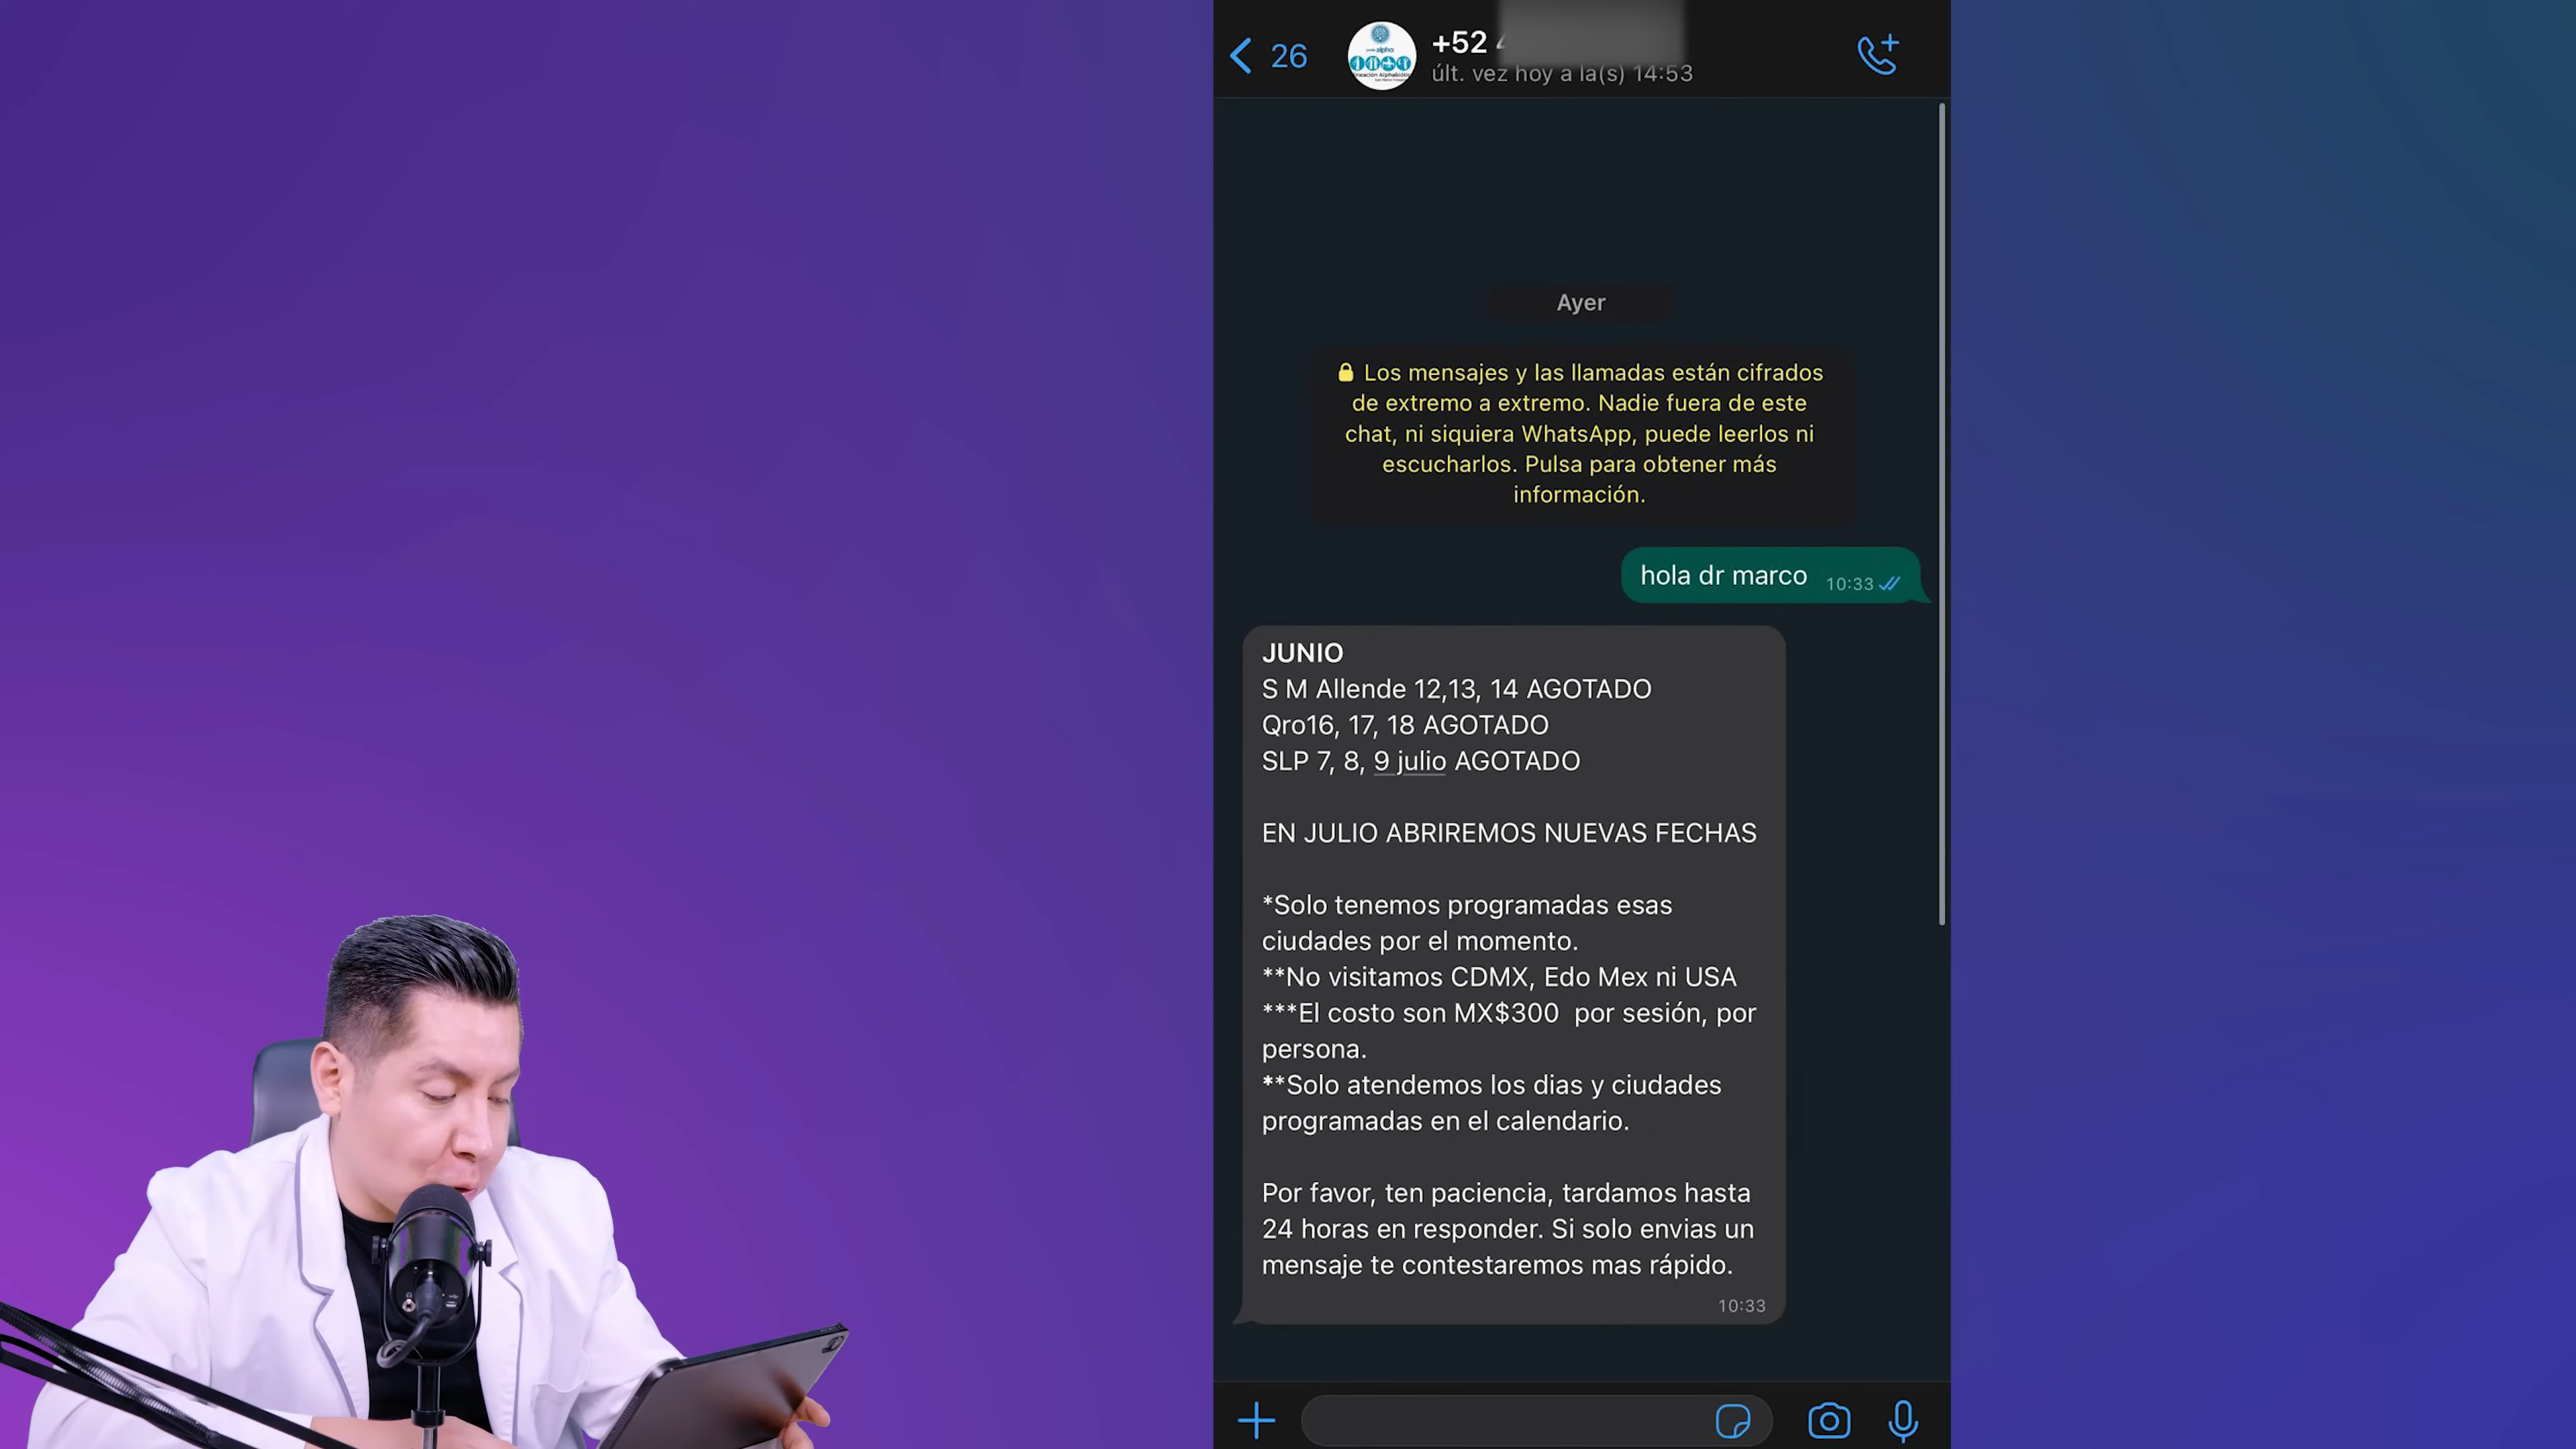 26
+52
últ. vez hoy a la(s) 14:53
alpha
Ayer
Los mensajes y las llamadas están cifrados
de extremo a extremo. Nadie fuera de este
chat, ni siquiera WhatsApp, puede leerlos ni
escucharlos. Pulsa para obtener más
información.
hola dr marco 10:33
JUNIO
S M Allende 12,13, 14 AGOTADO
Qro16, 17, 18 AGOTADO
SLP 7, 8, 9 julio AGOTADO
EN JULIO ABRIREMOS NUEVAS FECHAS
*Solo tenemos programadas esas
ciudades por el momento.
**No visitamos CDMX, Edo Mex ni USA
***El costo son MX$300 por sesión, por
persona.
**Solo atendemos los dias y ciudades
programadas en el calendario.
Por favor, ten paciencia, tardamos hasta
24 horas en responder. Si solo envias un
mensaje te contestaremos mas rápido.
10:33